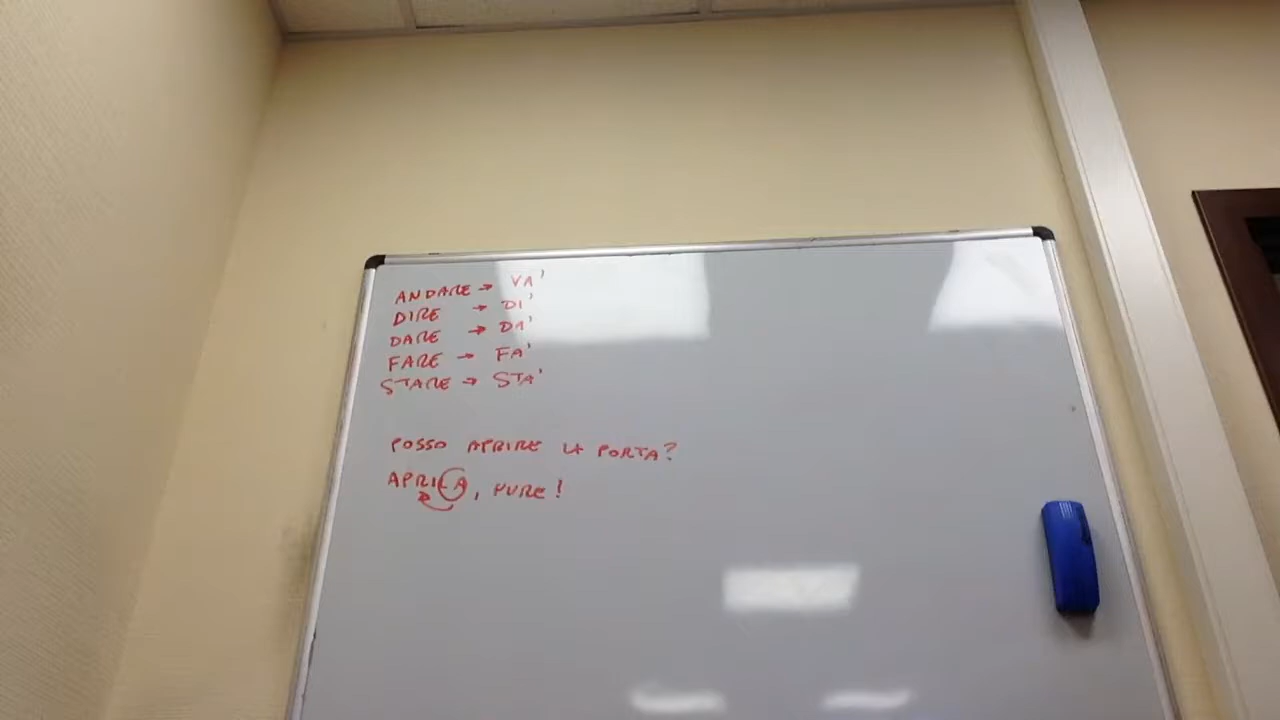 ANDARE → VA'
DIRE → DI'
DARE → DA'
FARE → FA'
STARE → STA'
POSSO APRIRE LA PORTA?
APRILA, PURE!